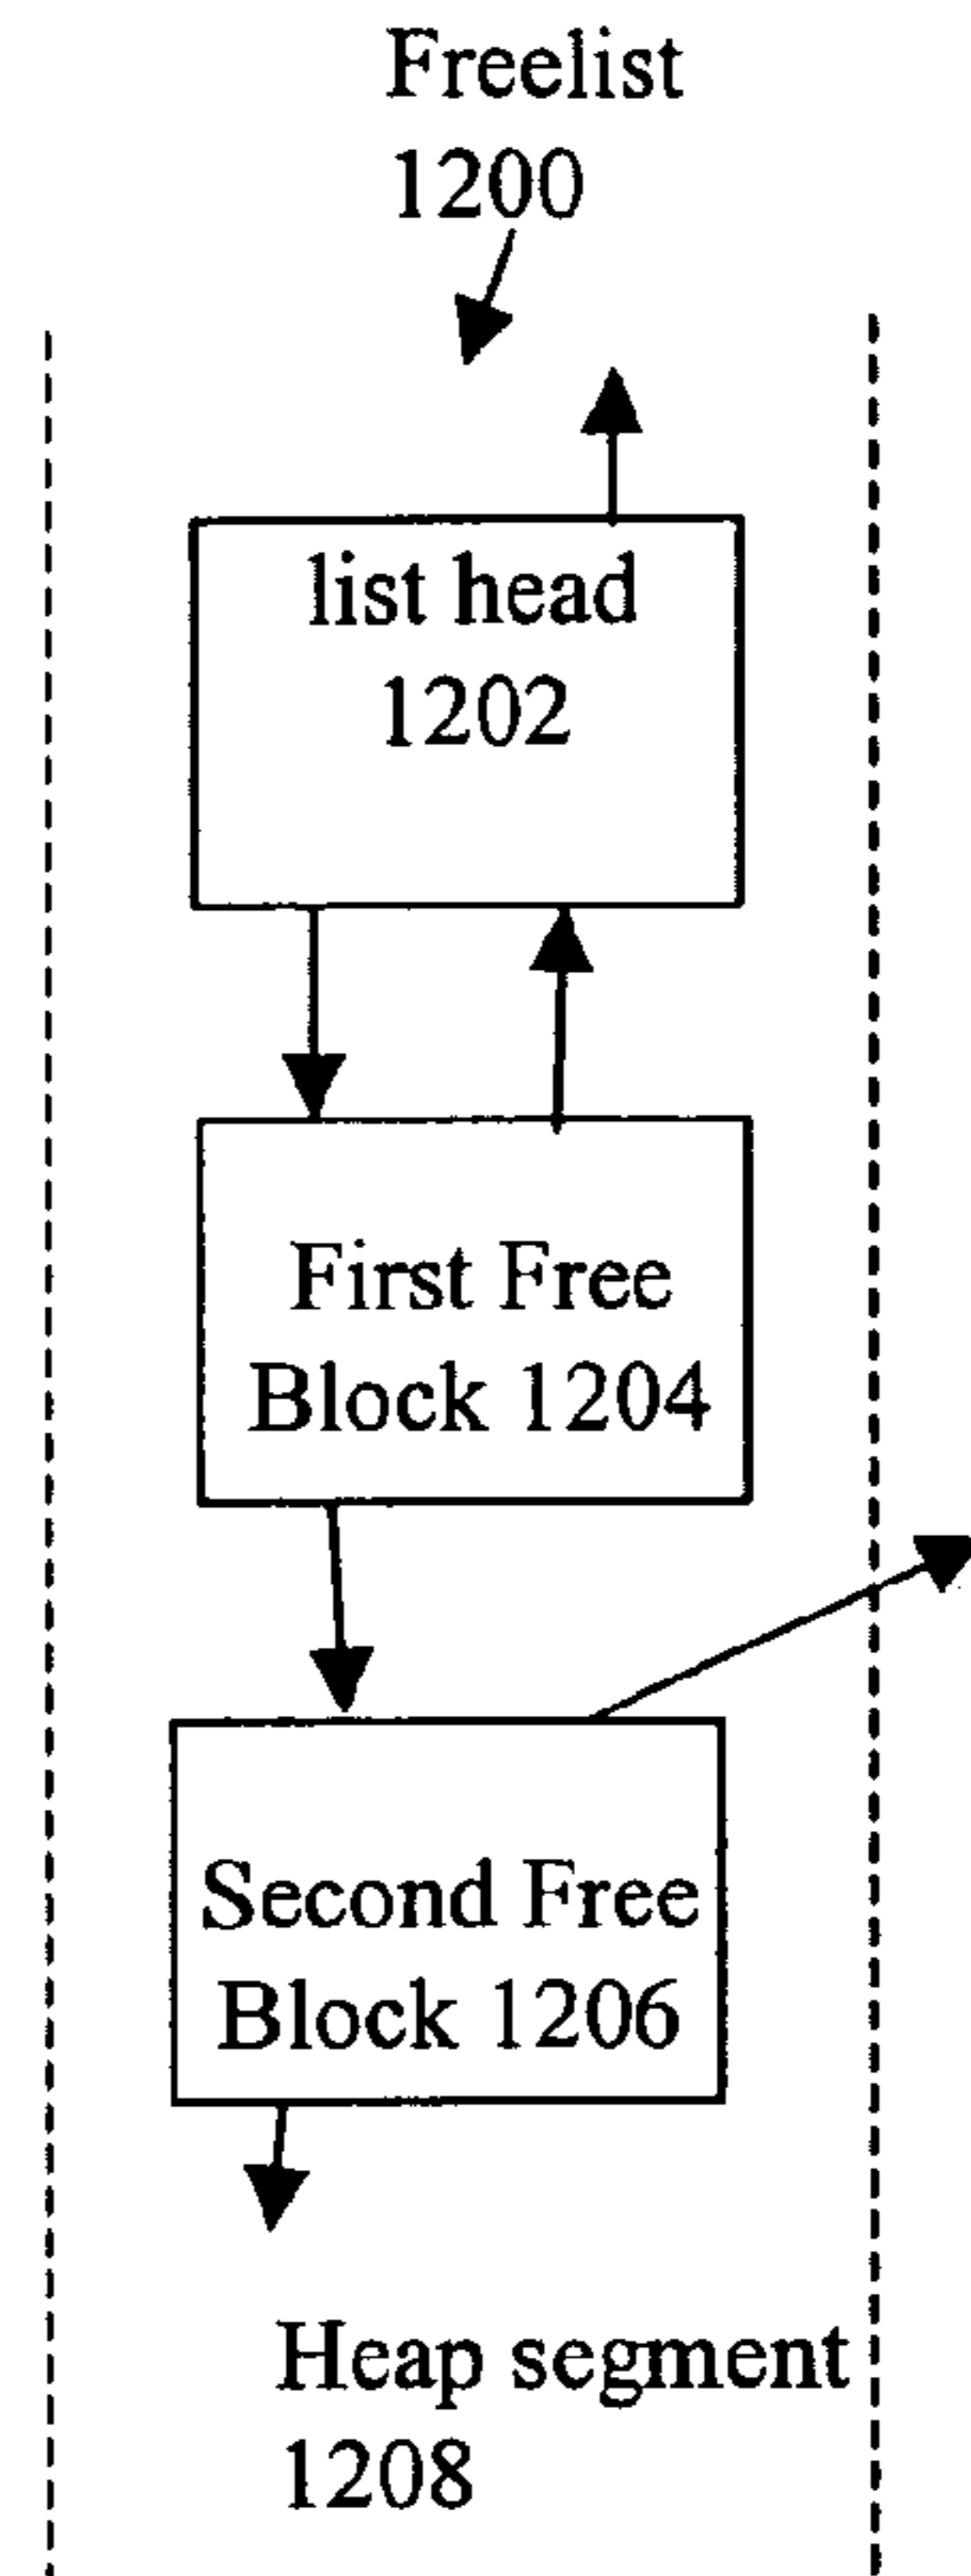 Freelist
1200
list head
1202
First Free
Block 1204
Second Free
Block 1206
Heap segment
1208